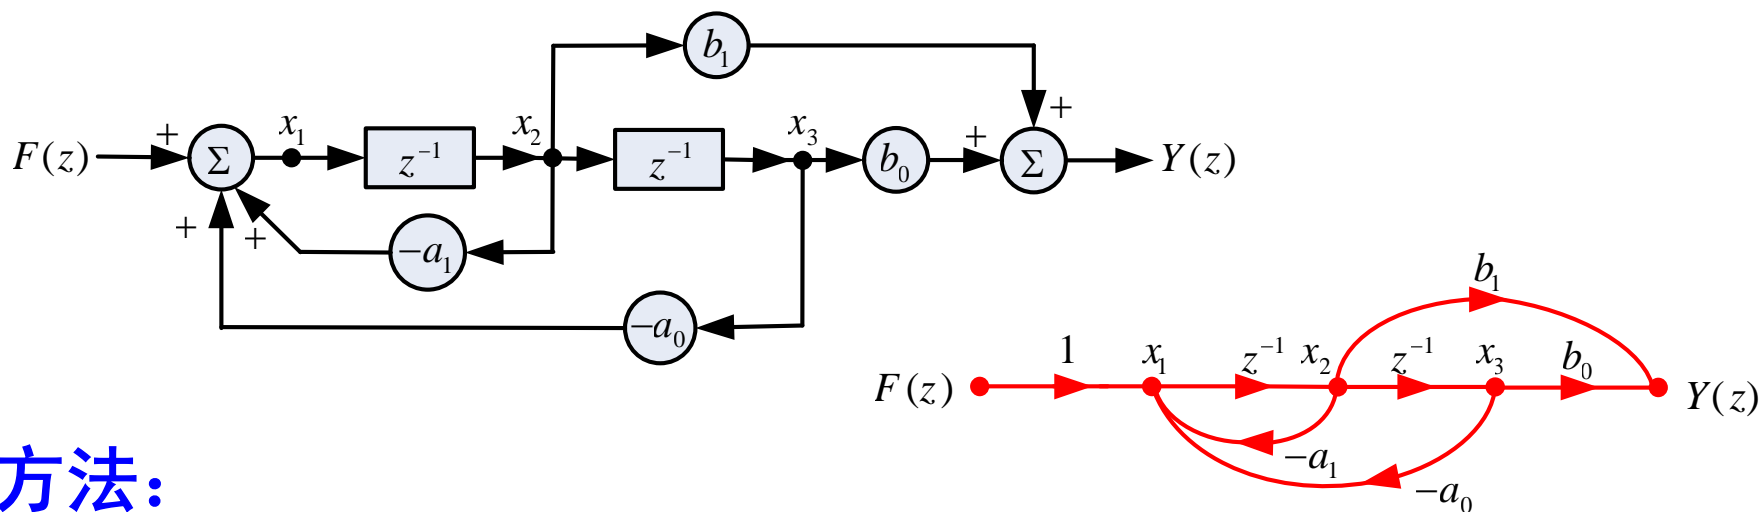 b₁
F(z) + Σ x₁ z⁻¹ x₂ z⁻¹ x₃ b₀ + Σ + Y(z)
+ + −a₁
−a₀
b₁
F(z) 1 x₁ z⁻¹ x₂ z⁻¹ x₃ b₀ Y(z)
−a₁
−a₀
方法：